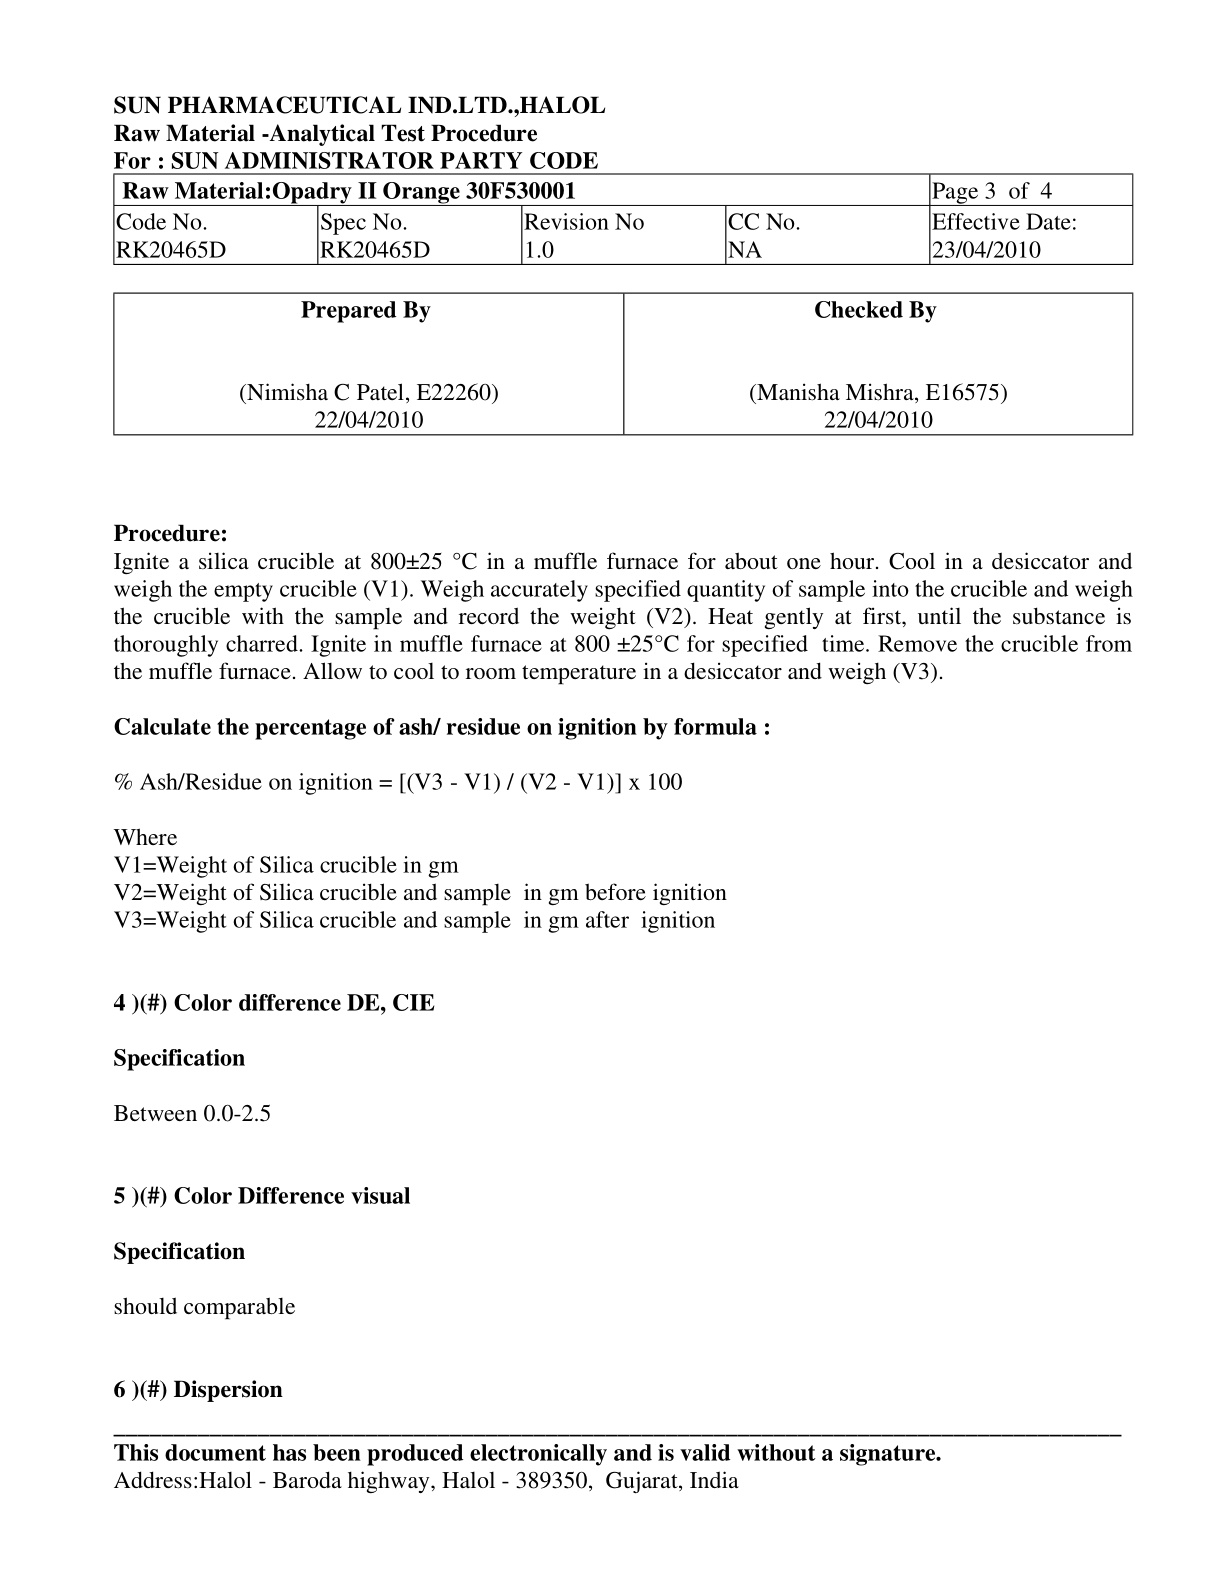 SUN PHARMACEUTICAL IND.LTD.,HALOL
Raw Material -Analytical Test Procedure
For : SUN ADMINISTRATOR PARTY CODE
Raw Material:Opadry II Orange 30F530001 Page 3 of 4
Code No. Spec No. Revision No CC No. Effective Date:
RK20465D RK20465D 1.0 NA 23/04/2010
Prepared By Checked By
(Nimisha C Patel, E22260) (Manisha Mishra, E16575)
22/04/2010 22/04/2010
Procedure:
Ignite a silica crucible at 800±25 °C in a muffle furnace for about one hour. Cool in a desiccator and
weigh the empty crucible (V1). Weigh accurately specified quantity of sample into the crucible and weigh
the crucible with the sample and record the weight (V2). Heat gently at first, until the substance is
thoroughly charred. Ignite in muffle furnace at 800 ±25°C for specified time. Remove the crucible from
the muffle furnace. Allow to cool to room temperature in a desiccator and weigh (V3).
Calculate the percentage of ash/ residue on ignition by formula :
% Ash/Residue on ignition = [(V3 - V1) / (V2 - V1)] x 100
Where
V1=Weight of Silica crucible in gm
V2=Weight of Silica crucible and sample in gm before ignition
V3=Weight of Silica crucible and sample in gm after ignition
4 )(#) Color difference DE, CIE
Specification
Between 0.0-2.5
5 )(#) Color Difference visual
Specification
should comparable
6 )(#) Dispersion
This document has been produced electronically and is valid without a signature.
Address:Halol - Baroda highway, Halol - 389350, Gujarat, India